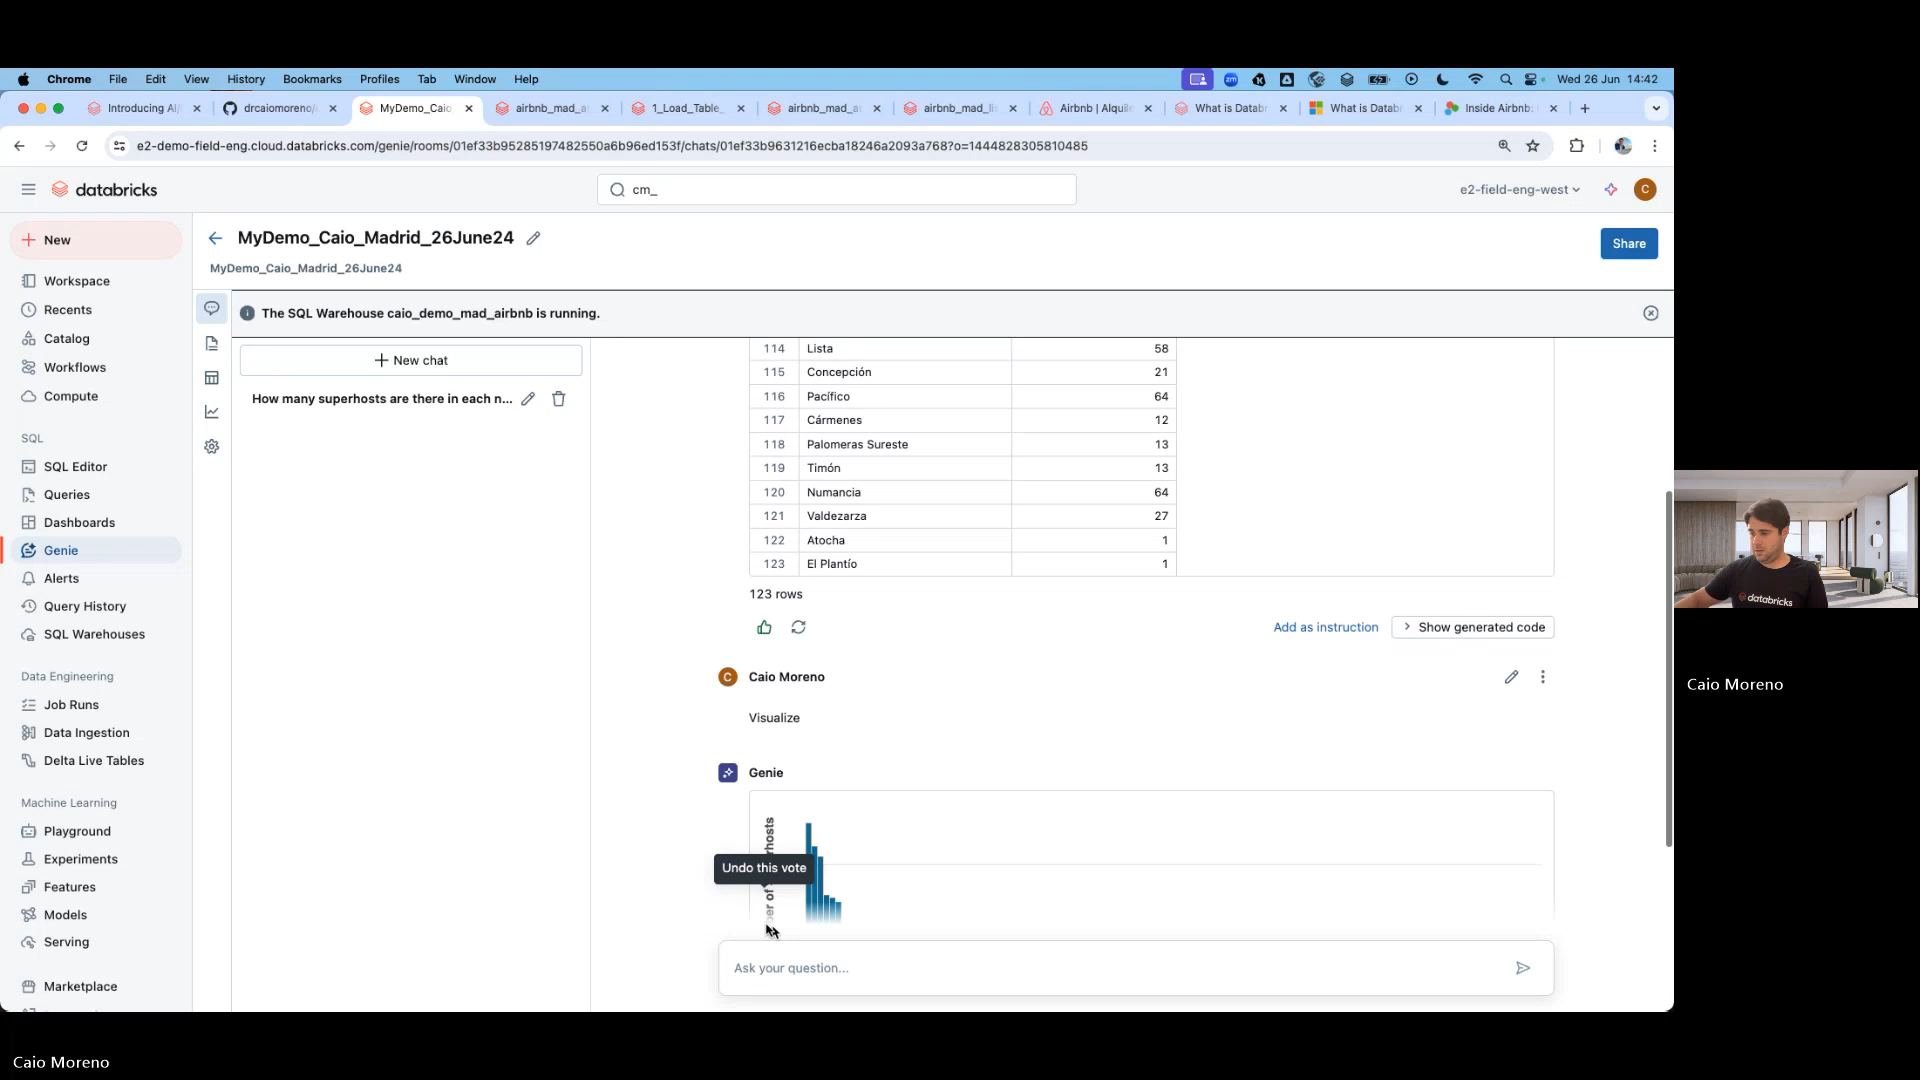 Chrome File Edit View History Bookmarks Profiles Tab Window Help Wed 26 Jun 14:42
Introducing AI/ drcaiomoreno/ MyDemo_Caio_ airbnb_mad_a 1_Load_Table_ airbnb_mad_a airbnb_mad_li Airbnb | Alquile What is Databr What is Databr Inside Airbnb:
e2-demo-field-eng.cloud.databricks.com/genie/rooms/01ef33b95285197482550a6b96ed153f/chats/01ef33b9631216ecba18246a2093a768?o=1444828305810485
databricks cm_ e2-field-eng-west C
New
MyDemo_Caio_Madrid_26June24
Share
MyDemo_Caio_Madrid_26June24
Workspace
Recents
Catalog
Workflows
Compute
SQL
SQL Editor
Queries
Dashboards
Genie
Alerts
Query History
SQL Warehouses
Data Engineering
Job Runs
Data Ingestion
Delta Live Tables
Machine Learning
Playground
Experiments
Features
Models
Serving
Marketplace
The SQL Warehouse caio_demo_mad_airbnb is running.
New chat
How many superhosts are there in each n...
114 Lista 58
115 Concepción 21
116 Pacífico 64
117 Cármenes 12
118 Palomeras Sureste 13
119 Timón 13
120 Numancia 64
121 Valdezarza 27
122 Atocha 1
123 El Plantío 1
123 rows
Add as instruction Show generated code
C Caio Moreno
Visualize
Genie
Undo this vote
Ask your question...
databricks
Caio Moreno
Caio Moreno